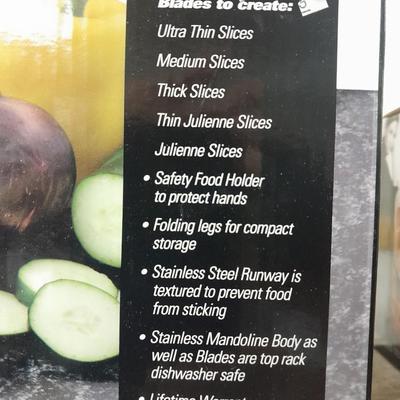 Blades to create:
Ultra Thin Slices
Medium Slices
Thick Slices
Thin Julienne Slices
Julienne Slices
• Safety Food Holder
to protect hands
• Folding legs for compact
storage
• Stainless Steel Runway is
textured to prevent food
from sticking
• Stainless Mandoline Body as
well as Blades are top rack
dishwasher safe
• Lifetime